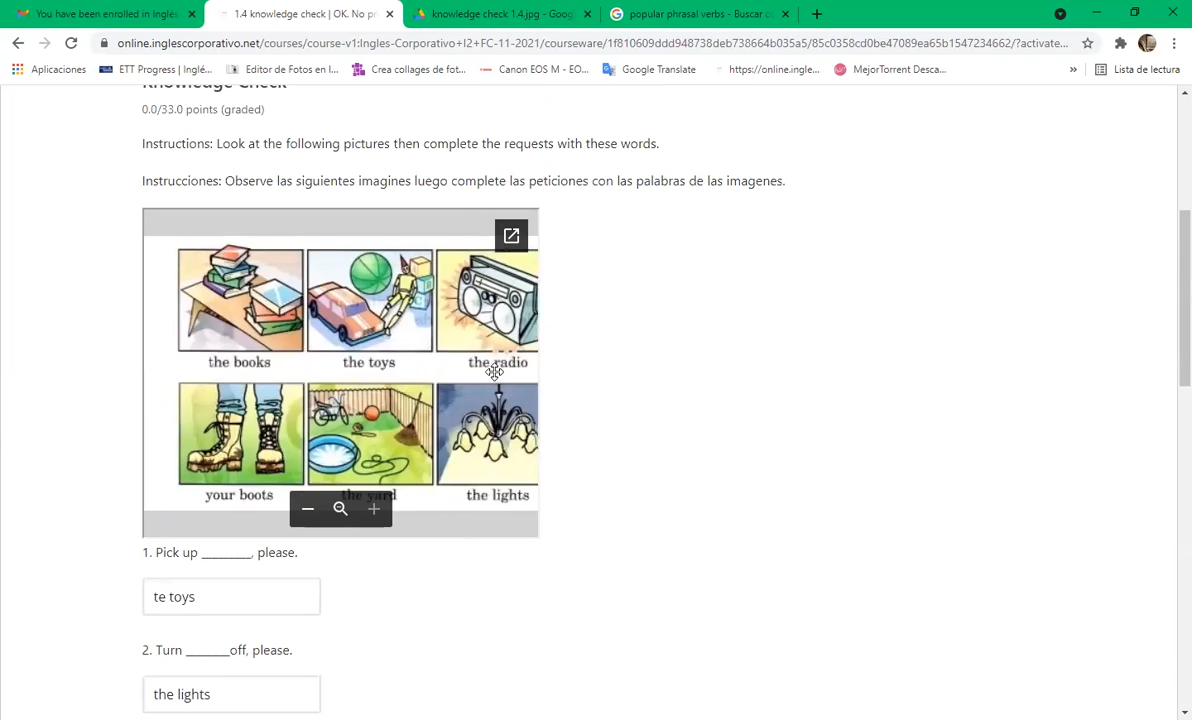 You have been enrolled in Inglés
1.4 knowledge check | OK. No pr
knowledge check 1.4.jpg - Goog
popular phrasal verbs - Buscar c
online.inglescorporativo.net/courses/course-v1:Ingles-Corporativo+I2+FC-11-2021/courseware/1f810609ddd948738deb738664b035a5/85c0358cd0be47089ea65b1547234662/?activate...
Aplicaciones
ETT Progress | Inglé...
Editor de Fotos en l...
Crea collages de fot...
Canon EOS M - EO...
Google Translate
https://online.ingle...
MejorTorrent Desca...
»
Lista de lectura
Knowledge Check
0.0/33.0 points (graded)
Instructions: Look at the following pictures then complete the requests with these words.
Instrucciones: Observe las siguientes imagines luego complete las peticiones con las palabras de las imagenes.
the books
the toys
the radio
your boots
the yard
the lights
1. Pick up ________, please.
te toys
2. Turn _______off, please.
the lights